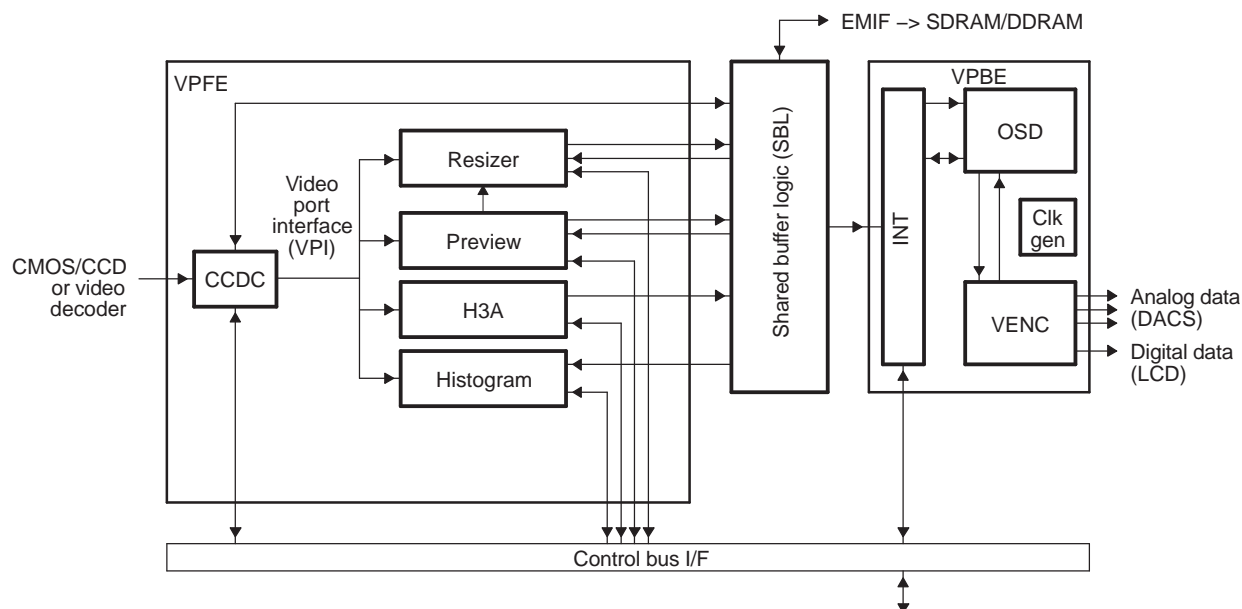 EMIF –> SDRAM/DDRAM
VPFE
VPBE
Shared buffer logic (SBL)
INT
OSD
Resizer
Video
port
interface
(VPI)
Clk
gen
Preview
CMOS/CCD
or video
decoder
CCDC
H3A
VENC
Analog data
(DACS)
Digital data
(LCD)
Histogram
Control bus I/F